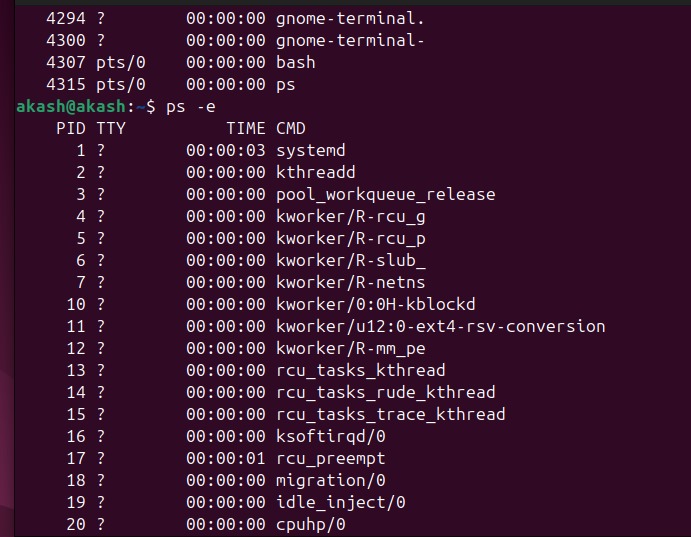 4294 ? 00:00:00 gnome-terminal.
4300 ? 00:00:00 gnome-terminal-
4307 pts/0 00:00:00 bash
4315 pts/0 00:00:00 ps
akash@akash:~$ ps -e
PID TTY TIME CMD
1 ? 00:00:03 systemd
2 ? 00:00:00 kthreadd
3 ? 00:00:00 pool_workqueue_release
4 ? 00:00:00 kworker/R-rcu_g
5 ? 00:00:00 kworker/R-rcu_p
6 ? 00:00:00 kworker/R-slub_
7 ? 00:00:00 kworker/R-netns
10 ? 00:00:00 kworker/0:0H-kblockd
11 ? 00:00:00 kworker/u12:0-ext4-rsv-conversion
12 ? 00:00:00 kworker/R-mm_pe
13 ? 00:00:00 rcu_tasks_kthread
14 ? 00:00:00 rcu_tasks_rude_kthread
15 ? 00:00:00 rcu_tasks_trace_kthread
16 ? 00:00:00 ksoftirqd/0
17 ? 00:00:01 rcu_preempt
18 ? 00:00:00 migration/0
19 ? 00:00:00 idle_inject/0
20 ? 00:00:00 cpuhp/0